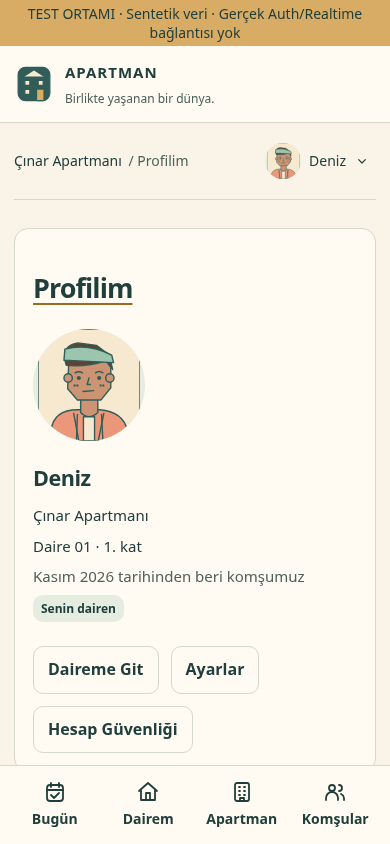 TEST ORTAMI · Sentetik veri · Gerçek Auth/Realtime
bağlantısı yok
APARTMAN
Birlikte yaşanan bir dünya.
Çınar Apartmanı / Profilim
Deniz
Profilim
Deniz
Çınar Apartmanı
Daire 01 · 1. kat
Kasım 2026 tarihinden beri komşumuz
Senin dairen
Daireme Git
Ayarlar
Hesap Güvenliği
Bugün
Dairem
Apartman
Komşular